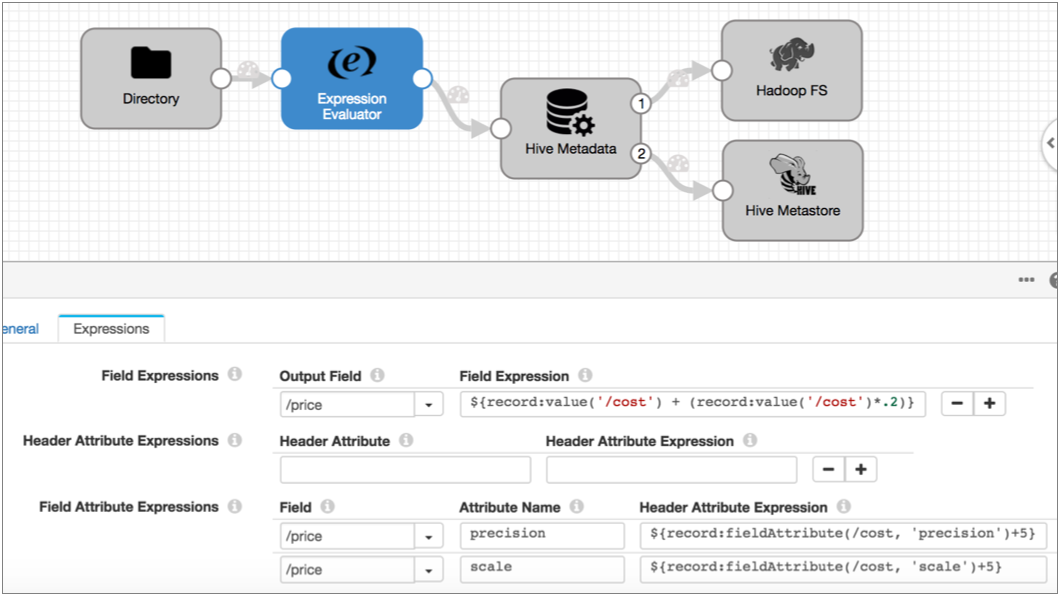 Directory
Expression
Evaluator
Hive Metadata
1
2
Hadoop FS
HIVE
Hive Metastore
eneral
Expressions
Field Expressions
Output Field
Field Expression
/price
${record:value('/cost') + (record:value('/cost')*.2)}
Header Attribute Expressions
Header Attribute
Header Attribute Expression
Field Attribute Expressions
Field
Attribute Name
Header Attribute Expression
/price
precision
${record:fieldAttribute(/cost, 'precision')+5}
/price
scale
${record:fieldAttribute(/cost, 'scale')+5}